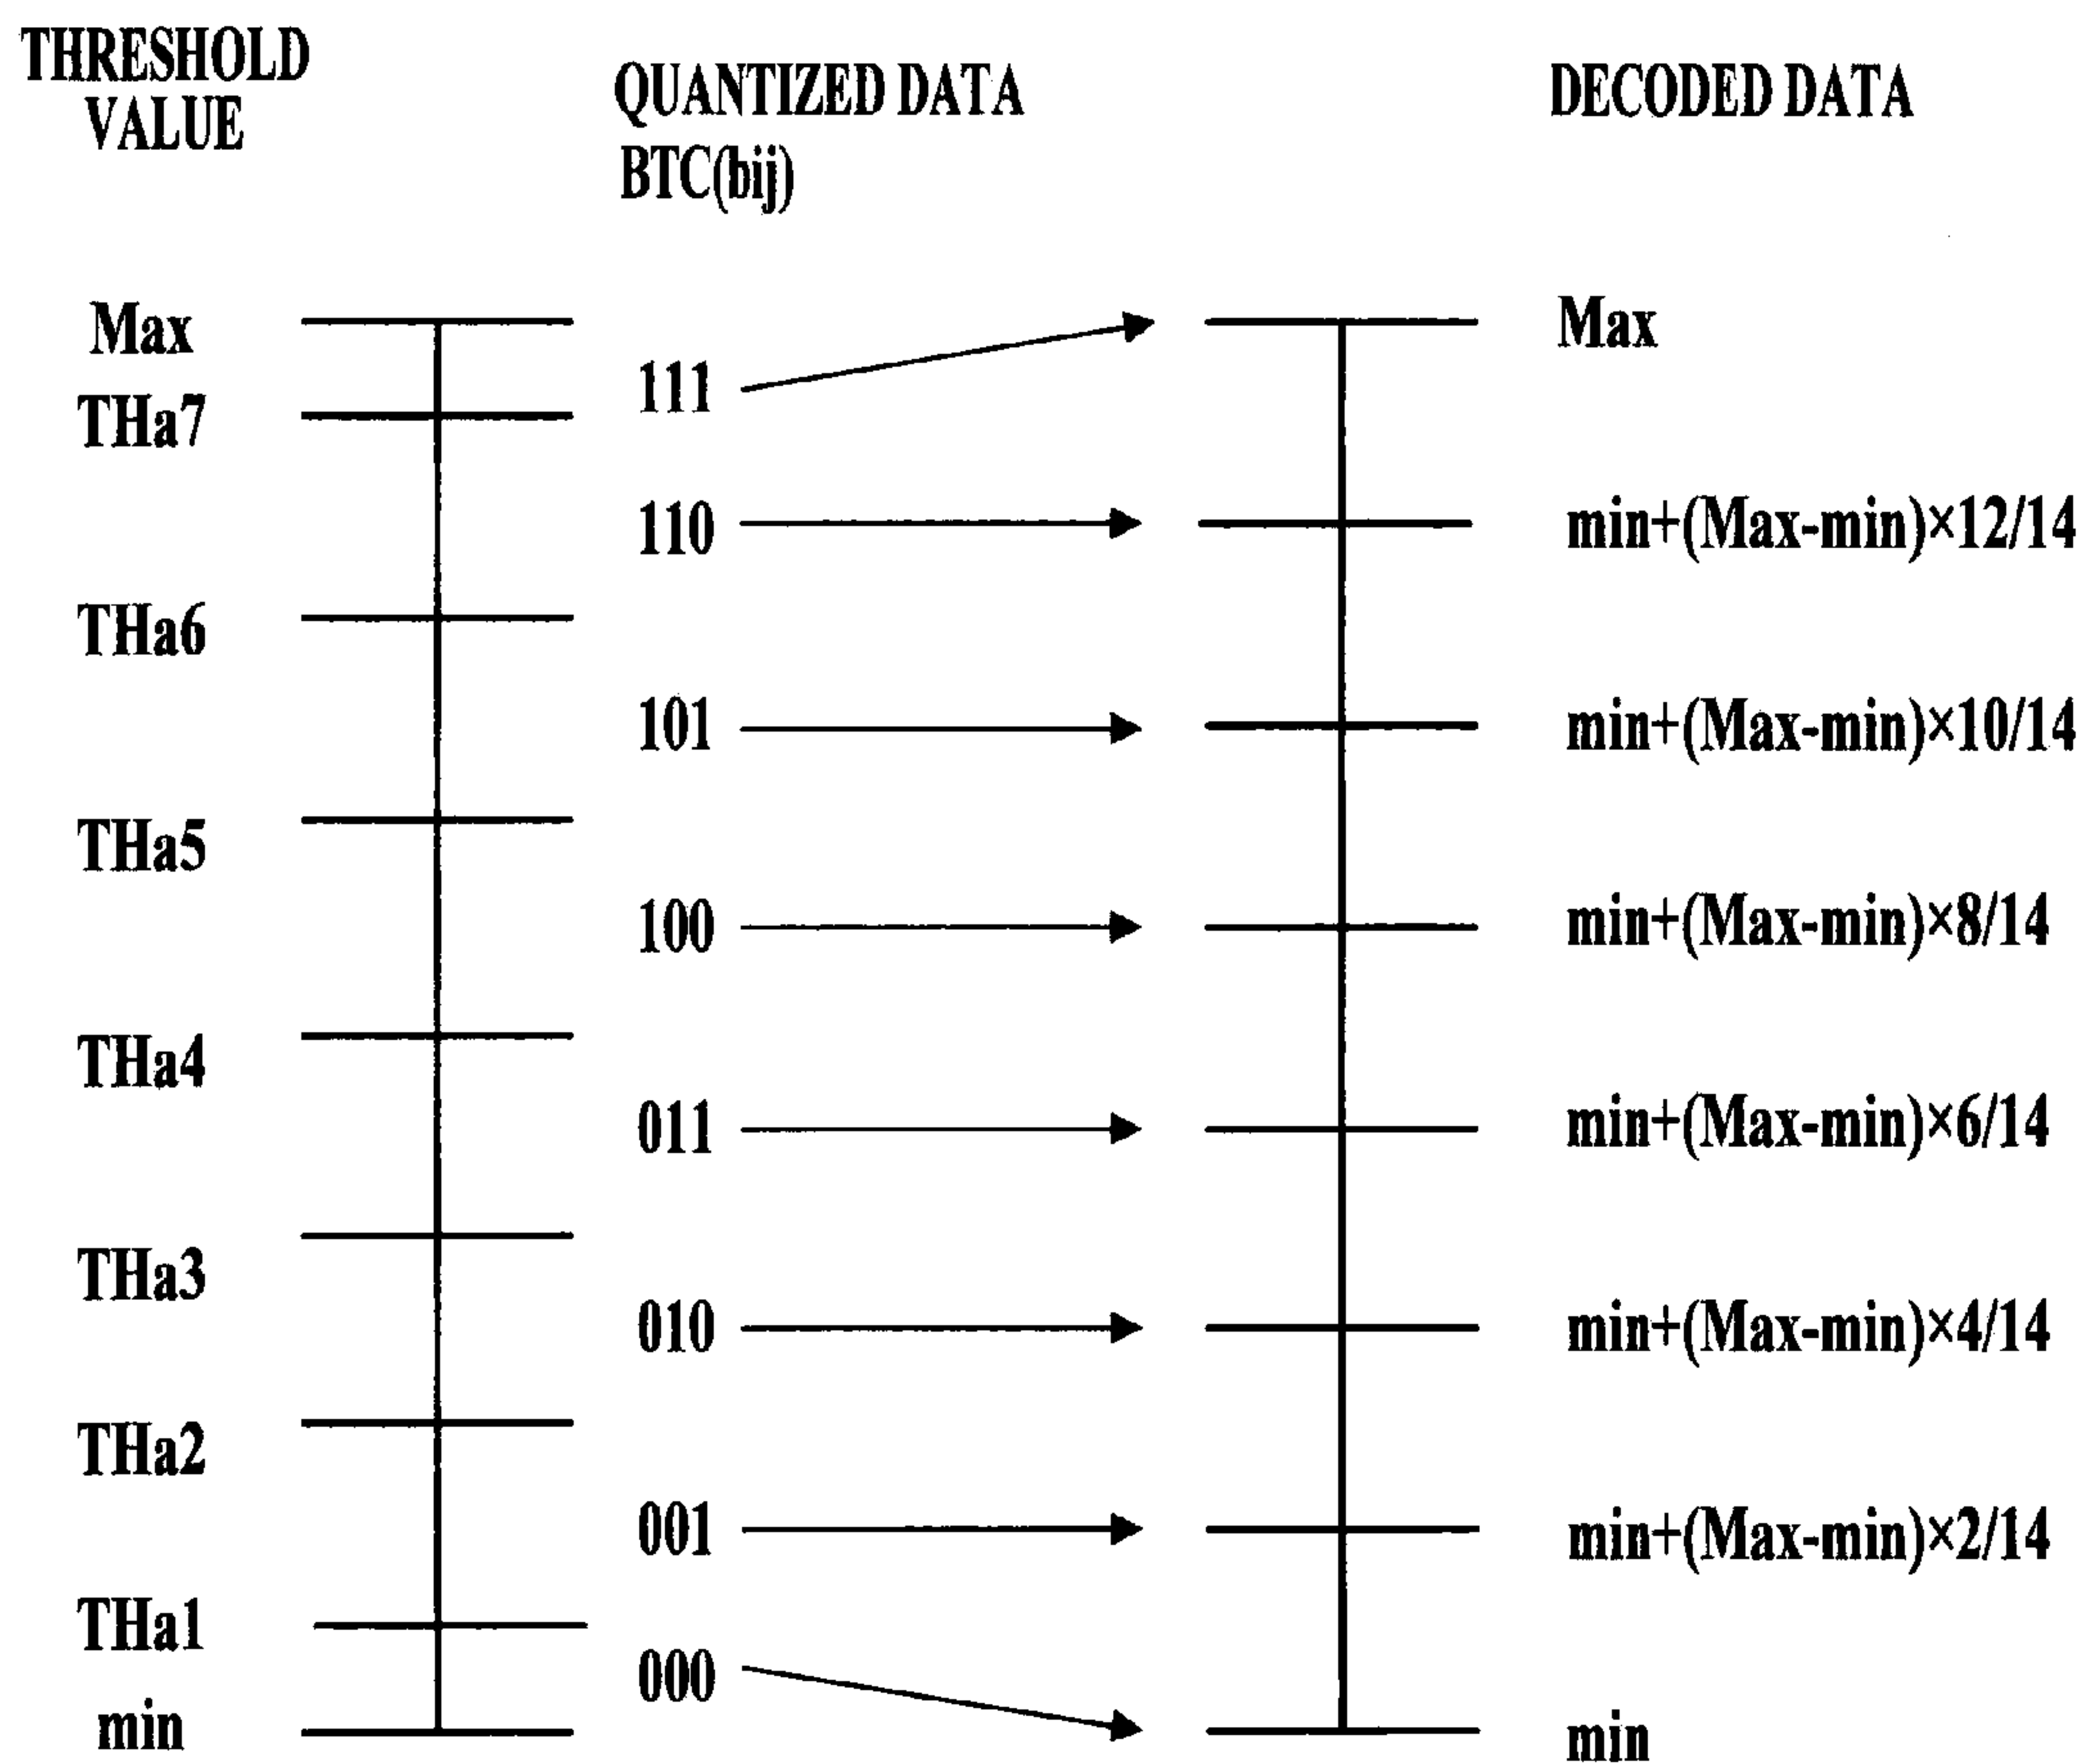 THRESHOLD
VALUE
QUANTIZED DATA
BTC(bij)
DECODED DATA
Max
THa7
THa6
THa5
THa4
THa3
THa2
THa1
min
111
110
101
100
011
010
001
000
Max
min+(Max-min)×12/14
min+(Max-min)×10/14
min+(Max-min)×8/14
min+(Max-min)×6/14
min+(Max-min)×4/14
min+(Max-min)×2/14
min